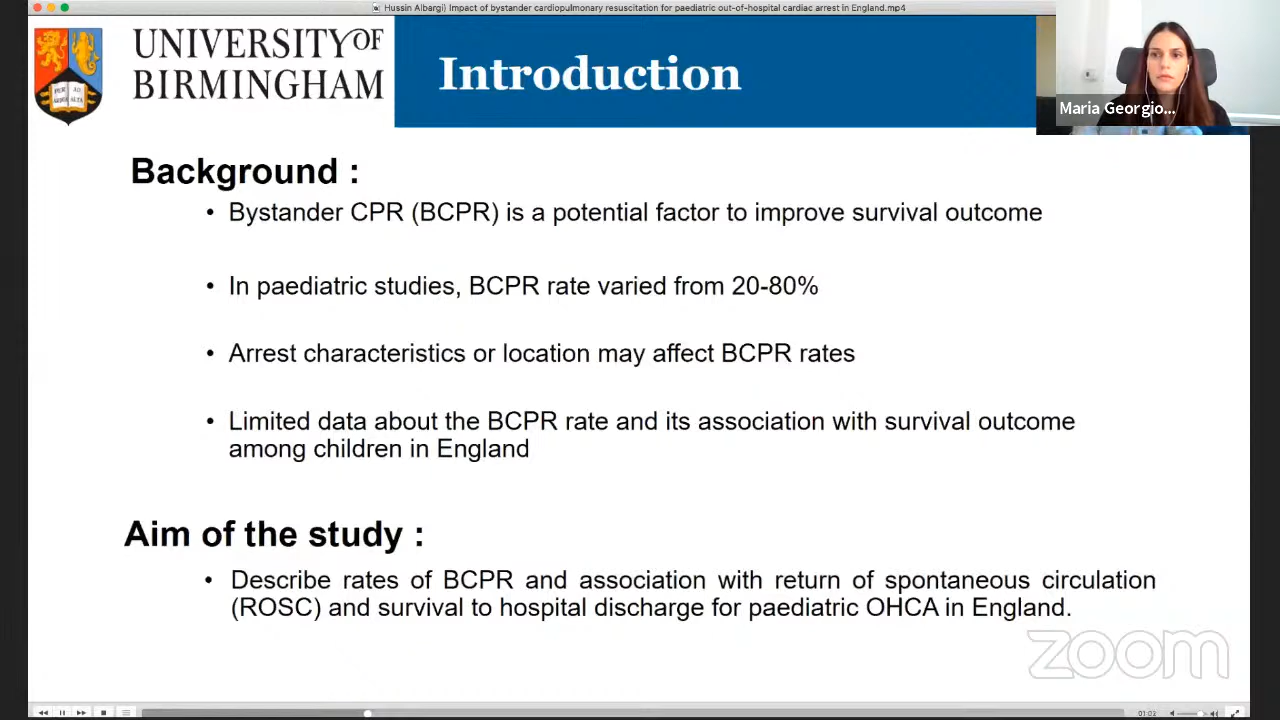 Hussin Albargi) Impact of bystander cardiopulmonary resuscitation for paediatric out-of-hospital cardiac arrest in England.mp4
UNIVERSITY OF
BIRMINGHAM
Introduction
Maria Georgio...
Background :
• Bystander CPR (BCPR) is a potential factor to improve survival outcome
• In paediatric studies, BCPR rate varied from 20-80%
• Arrest characteristics or location may affect BCPR rates
• Limited data about the BCPR rate and its association with survival outcome
among children in England
Aim of the study :
• Describe rates of BCPR and association with return of spontaneous circulation
(ROSC) and survival to hospital discharge for paediatric OHCA in England.
zoom
01:02